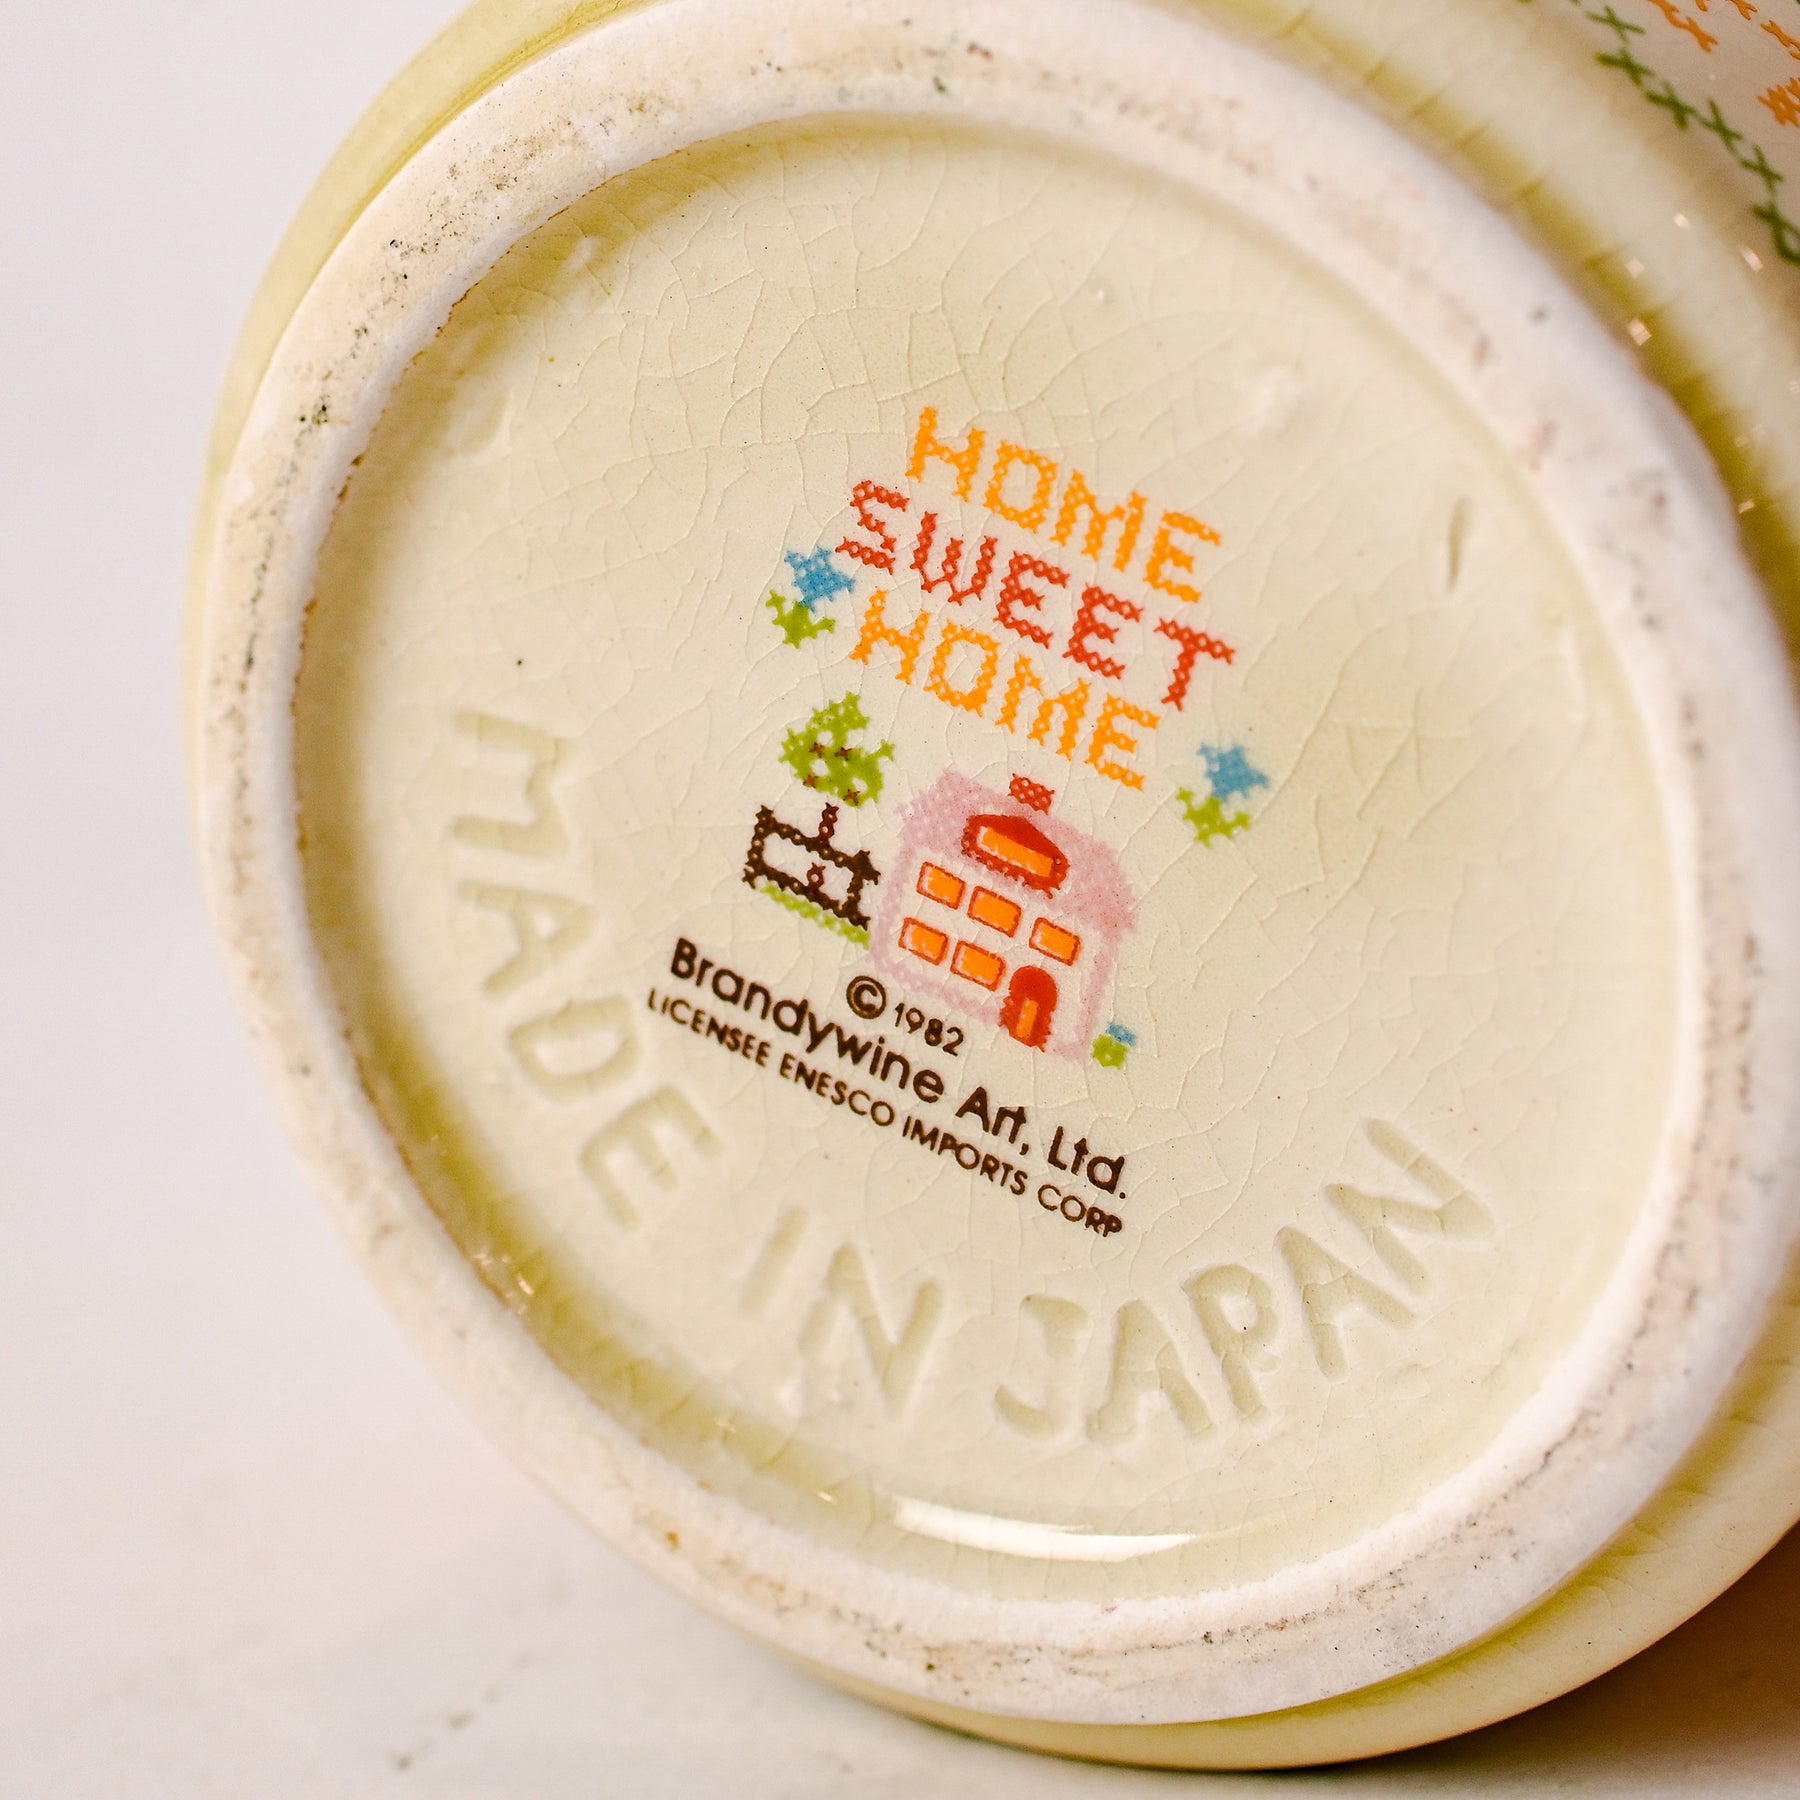 HOME
SWEET
HOME
© 1982
Brandywine Art, Ltd.
LICENSEE ENESCO IMPORTS CORP
MADE IN JAPAN